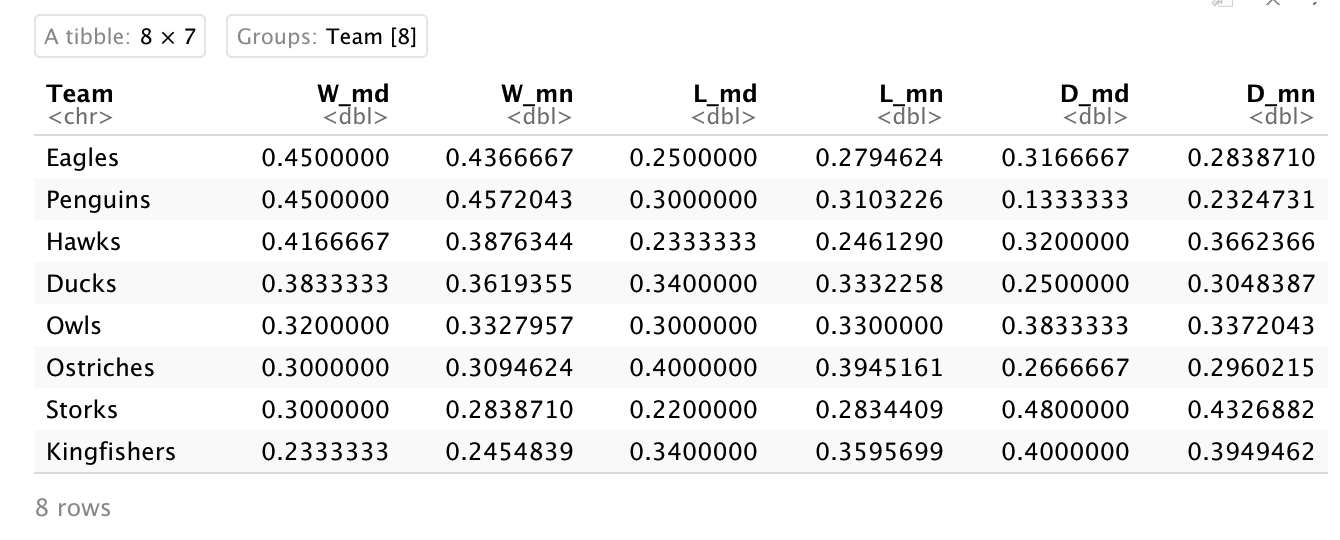 A tibble: 8 × 7 Groups: Team [8]
Team W_md W_mn L_md L_mn D_md D_mn
<chr> <dbl> <dbl> <dbl> <dbl> <dbl> <dbl>
Eagles 0.4500000 0.4366667 0.2500000 0.2794624 0.3166667 0.2838710
Penguins 0.4500000 0.4572043 0.3000000 0.3103226 0.1333333 0.2324731
Hawks 0.4166667 0.3876344 0.2333333 0.2461290 0.3200000 0.3662366
Ducks 0.3833333 0.3619355 0.3400000 0.3332258 0.2500000 0.3048387
Owls 0.3200000 0.3327957 0.3000000 0.3300000 0.3833333 0.3372043
Ostriches 0.3000000 0.3094624 0.4000000 0.3945161 0.2666667 0.2960215
Storks 0.3000000 0.2838710 0.2200000 0.2834409 0.4800000 0.4326882
Kingfishers 0.2333333 0.2454839 0.3400000 0.3595699 0.4000000 0.3949462
8 rows